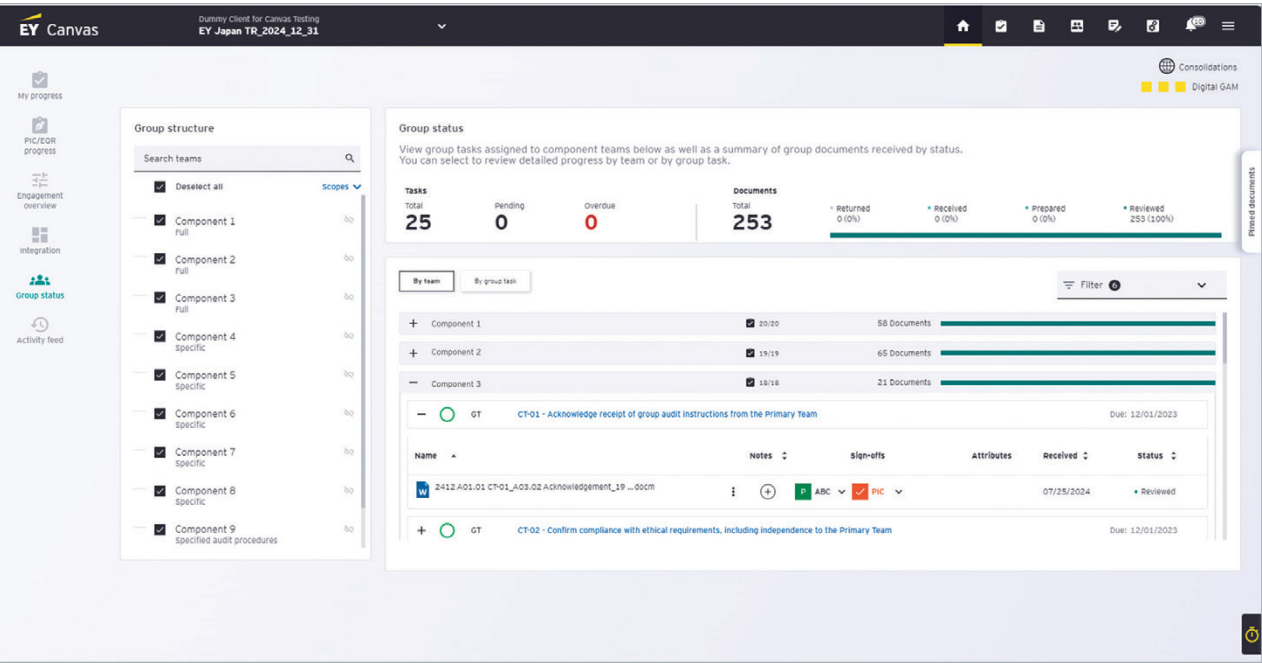 EY Canvas
Dummy Client for Canvas Testing
EY Japan TR_2024_12_31
Consolidations
Digital GAM
My progress
PIC/EQR
progress
Engagement
overview
Integration
Group status
Activity feed
Group structure
Search teams
Deselect all
Scopes
Component 1
Full
Component 2
Full
Component 3
Full
Component 4
Specific
Component 5
Specific
Component 6
Specific
Component 7
Specific
Component 8
Specific
Component 9
Specified audit procedures
Group status
View group tasks assigned to component teams below as well as a summary of group documents received by status.
You can select to review detailed progress by team or by group task.
Tasks
Total
25
Pending
0
Overdue
0
Documents
Total
253
Returned
0 (0%)
Received
0 (0%)
Prepared
0 (0%)
Reviewed
253 (100%)
By team
By group task
Filter 6
Component 1 20/20 58 Documents
Component 2 19/19 65 Documents
Component 3 18/18 21 Documents
GT CT-01 - Acknowledge receipt of group audit instructions from the Primary Team Due: 12/01/2023
Name Notes Sign-offs Attributes Received Status
W 2412 A01.01 CT-01_A03.02 Acknowledgement_19 ...docm P ABC PIC 07/25/2024 Reviewed
GT CT-02 - Confirm compliance with ethical requirements, including independence to the Primary Team Due: 12/01/2023
Pinned documents